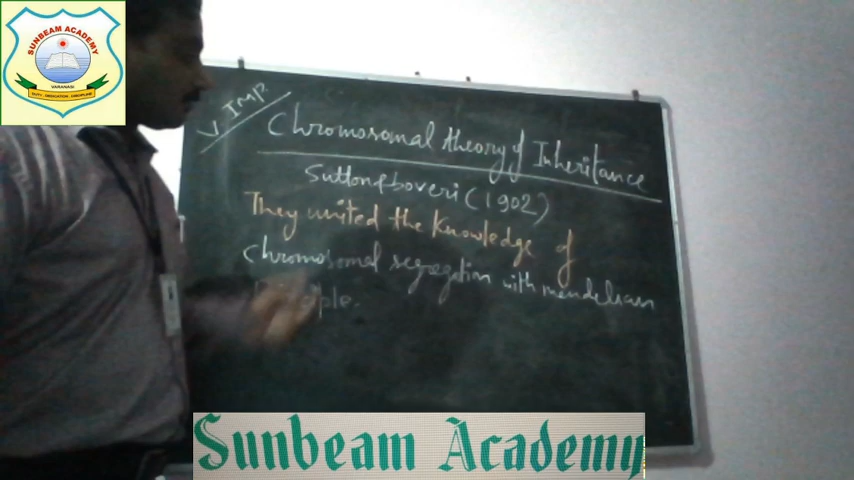 SUNBEAM ACADEMY
VARANASI
V. IMP.
Chromosomal theory of Inheritance
Sutton & boveri (1902)
They united the knowledge of
chromosomal segregation with mendelian
Sunbeam Academy